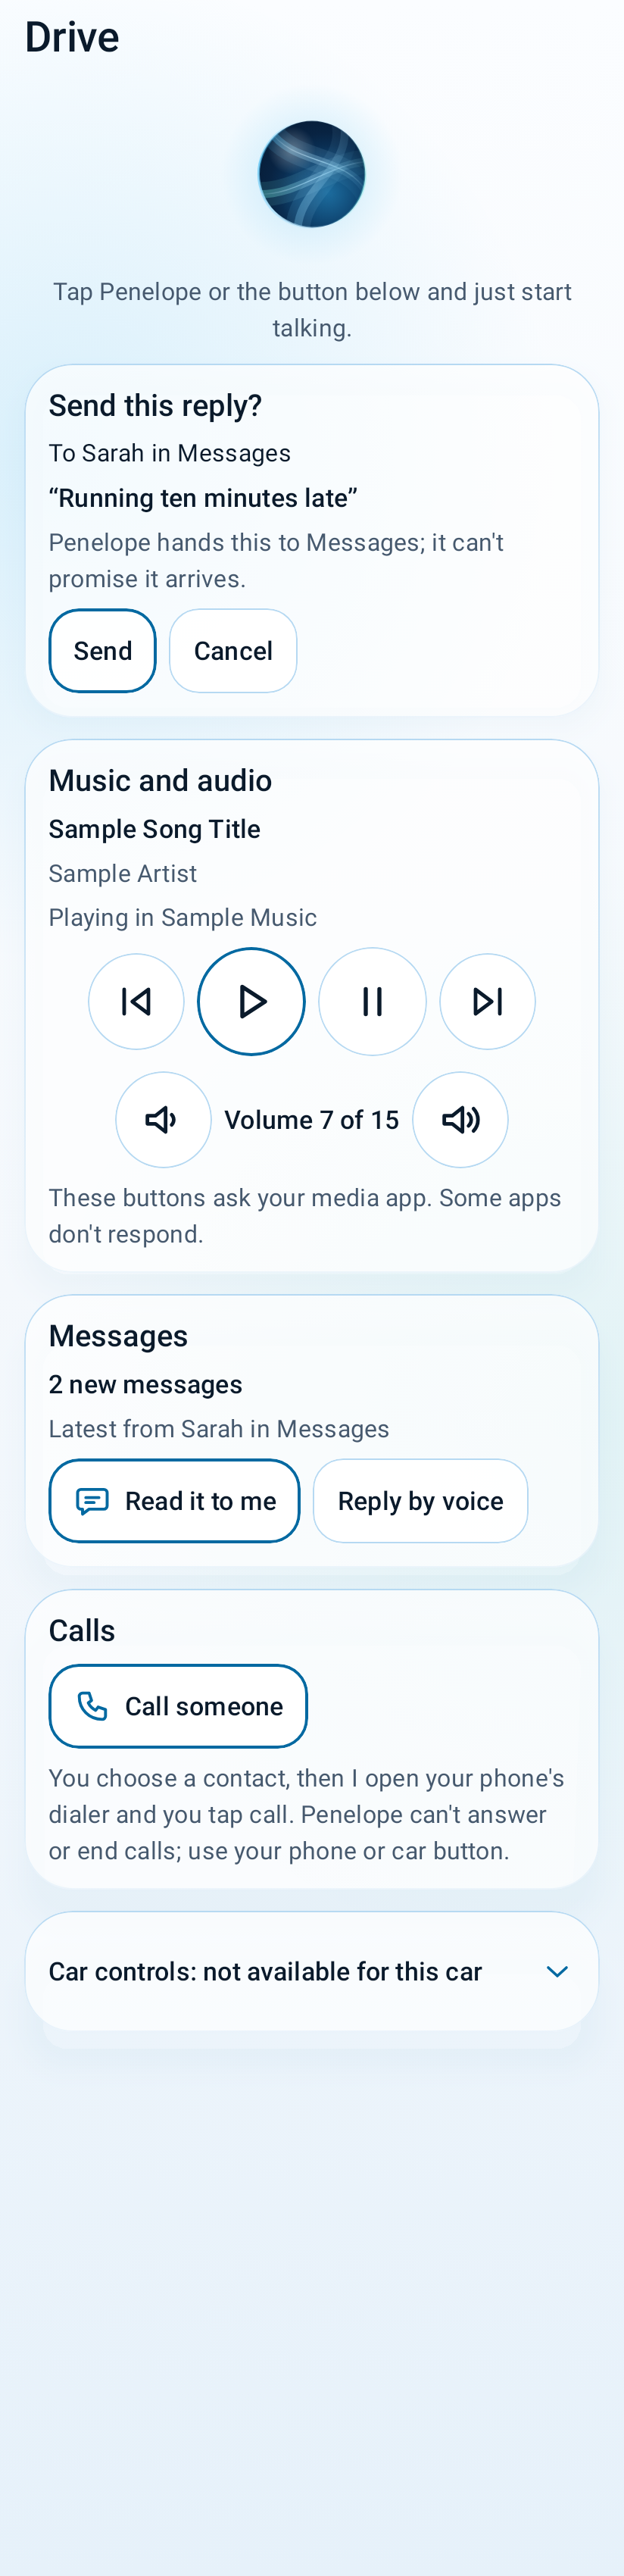 Drive
Tap Penelope or the button below and just start
talking.
Send this reply?
To Sarah in Messages
“Running ten minutes late”
Penelope hands this to Messages; it can't
promise it arrives.
Send
Cancel
Music and audio
Sample Song Title
Sample Artist
Playing in Sample Music
Volume 7 of 15
These buttons ask your media app. Some apps
don't respond.
Messages
2 new messages
Latest from Sarah in Messages
Read it to me
Reply by voice
Calls
Call someone
You choose a contact, then I open your phone's
dialer and you tap call. Penelope can't answer
or end calls; use your phone or car button.
Car controls: not available for this car